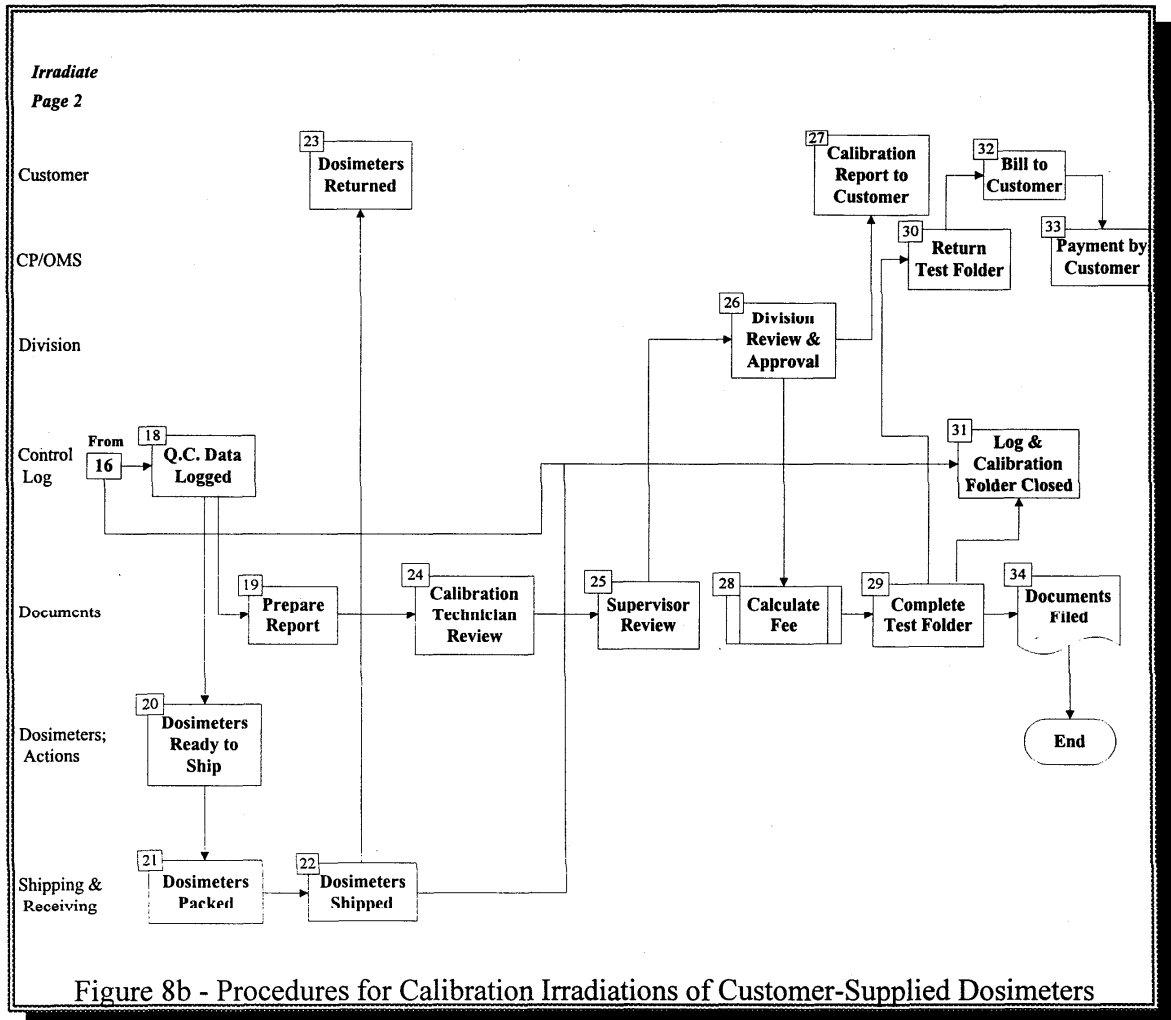 Irradiate
Page 2
Customer
CP/OMS
Division
Control
Log
Documents
Dosimeters;
Actions
Shipping &
Receiving
From
16
18
Q.C. Data
Logged
19
Prepare
Report
20
Dosimeters
Ready to
Ship
21
Dosimeters
Packed
22
Dosimeters
Shipped
23
Dosimeters
Returned
24
Calibration
Technician
Review
25
Supervisor
Review
26
Division
Review &
Approval
27
Calibration
Report to
Customer
28
Calculate
Fee
29
Complete
Test Folder
30
Return
Test Folder
31
Log &
Calibration
Folder Closed
32
Bill to
Customer
33
Payment by
Customer
34
Documents
Filed
End
Figure 8b - Procedures for Calibration Irradiations of Customer-Supplied Dosimeters